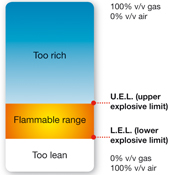 100% v/v gas
0% v/v air
Too rich
U.E.L. (upper
explosive limit)
Flammable range
L.E.L. (lower
explosive limit)
Too lean
0% v/v gas
100% v/v air